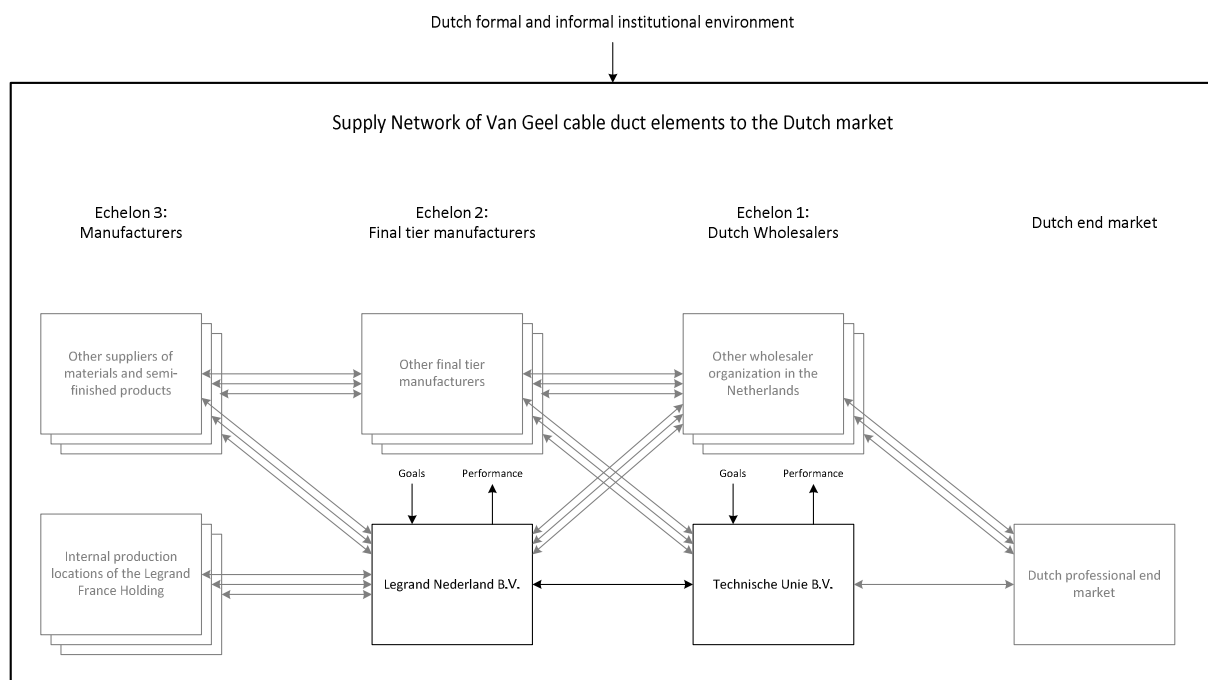 Dutch formal and informal institutional environment
Supply Network of Van Geel cable duct elements to the Dutch market
Echelon 3:
Manufacturers
Echelon 2:
Final tier manufacturers
Echelon 1:
Dutch Wholesalers
Dutch end market
Other suppliers of
materials and semi-
finished products
Other final tier
manufacturers
Other wholesaler
organization in the
Netherlands
Goals
Performance
Goals
Performance
Internal production
locations of the Legrand
France Holding
Legrand Nederland B.V.
Technische Unie B.V.
Dutch professional end
market